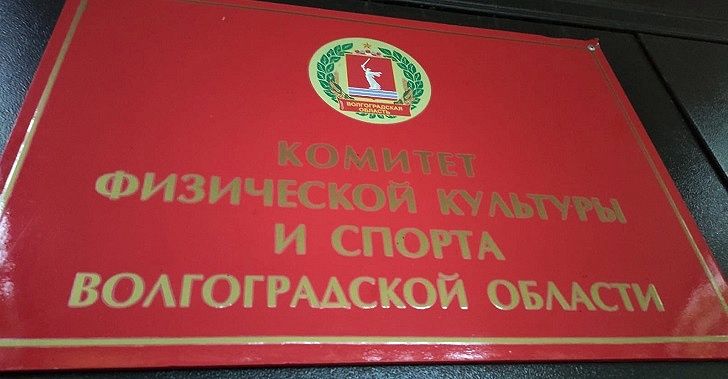 ВОЛГОГРАДСКАЯ
ОБЛАСТЬ
КОМИТЕТ
ФИЗИЧЕСКОЙ КУЛЬТУРЫ
И СПОРТА
ВОЛГОГРАДСКОЙ ОБЛАСТИ